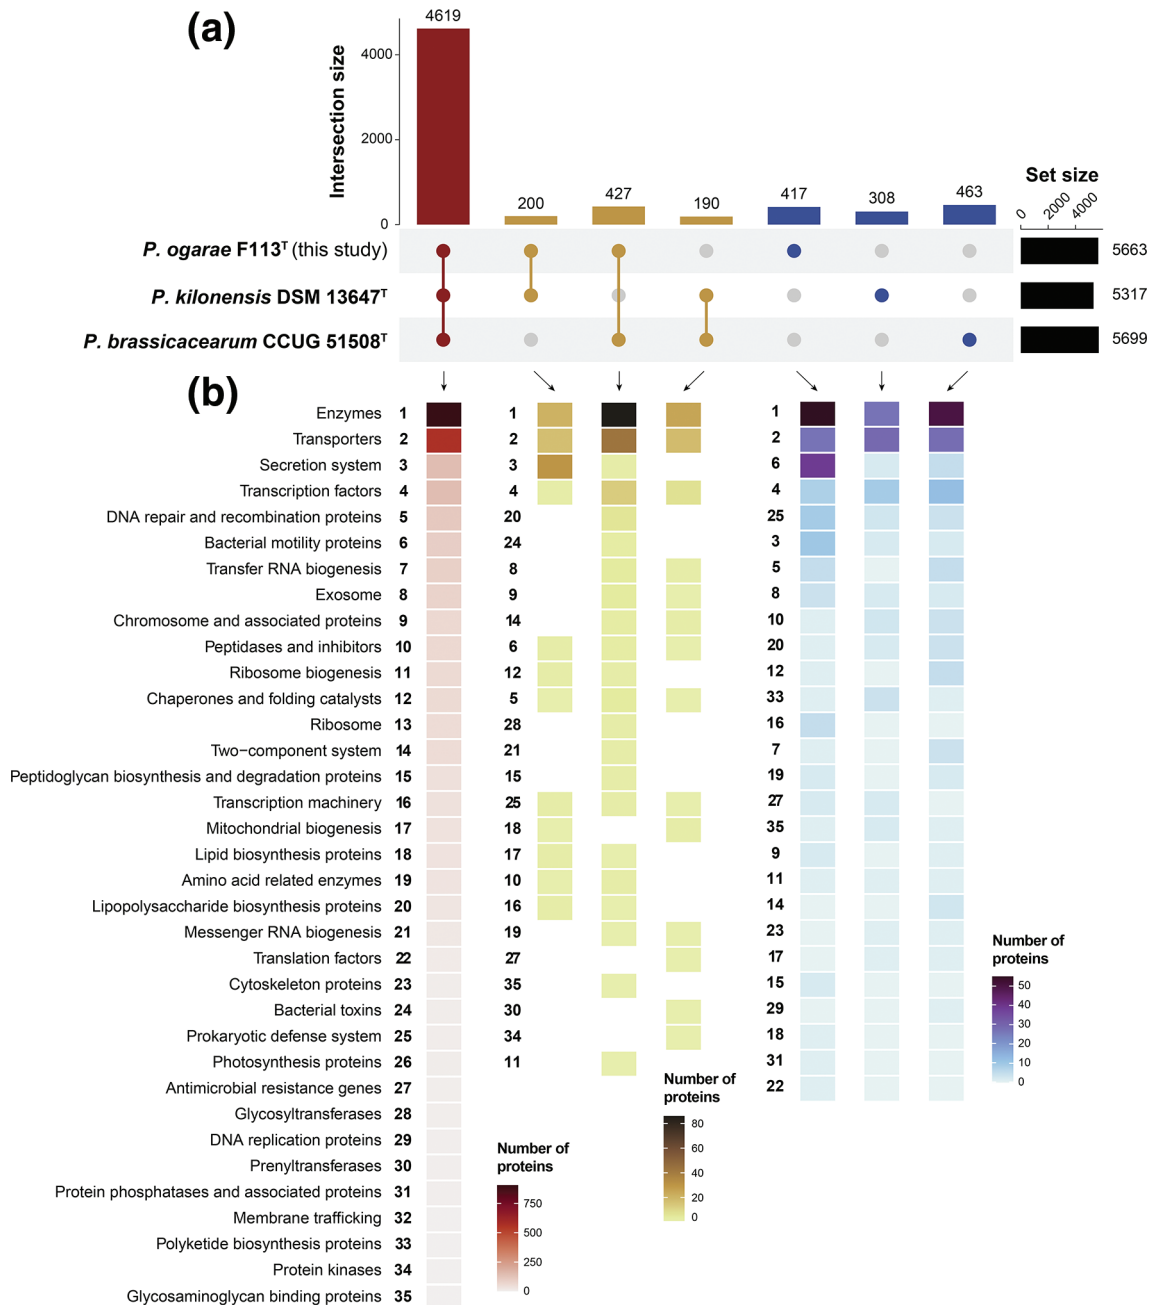 (a)
Intersection size
4000
2000
0
4619
200
427
190
417
308
463
Set size
0
2000
4000
P. ogarae F113ᵀ (this study)
5663
P. kilonensis DSM 13647ᵀ
5317
P. brassicacearum CCUG 51508ᵀ
5699
(b)
Enzymes 1 1 1
Transporters 2 2 2
Secretion system 3 3 6
Transcription factors 4 4 4
DNA repair and recombination proteins 5 20 25
Bacterial motility proteins 6 24 3
Transfer RNA biogenesis 7 8 5
Exosome 8 9 8
Chromosome and associated proteins 9 14 10
Peptidases and inhibitors 10 6 20
Ribosome biogenesis 11 12 12
Chaperones and folding catalysts 12 5 33
Ribosome 13 28 16
Two−component system 14 21 7
Peptidoglycan biosynthesis and degradation proteins 15 15 19
Transcription machinery 16 25 27
Mitochondrial biogenesis 17 18 35
Lipid biosynthesis proteins 18 17 9
Amino acid related enzymes 19 10 11
Lipopolysaccharide biosynthesis proteins 20 16 14
Messenger RNA biogenesis 21 19 23
Translation factors 22 27 17
Cytoskeleton proteins 23 35 15
Bacterial toxins 24 30 29
Prokaryotic defense system 25 34 18
Photosynthesis proteins 26 11 31
Antimicrobial resistance genes 27 22
Glycosyltransferases 28
DNA replication proteins 29
Prenyltransferases 30
Protein phosphatases and associated proteins 31
Membrane trafficking 32
Polyketide biosynthesis proteins 33
Protein kinases 34
Glycosaminoglycan binding proteins 35
Number of
proteins
750
500
250
0
Number of
proteins
80
60
40
20
0
Number of
proteins
50
40
30
20
10
0